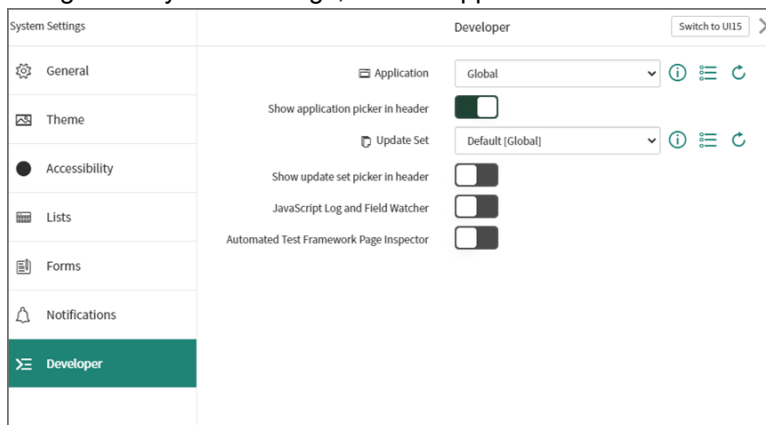 System Settings
Developer
Switch to UI15
General
Theme
Accessibility
Lists
Forms
Notifications
Developer
Application
Global
Show application picker in header
Update Set
Default [Global]
Show update set picker in header
JavaScript Log and Field Watcher
Automated Test Framework Page Inspector